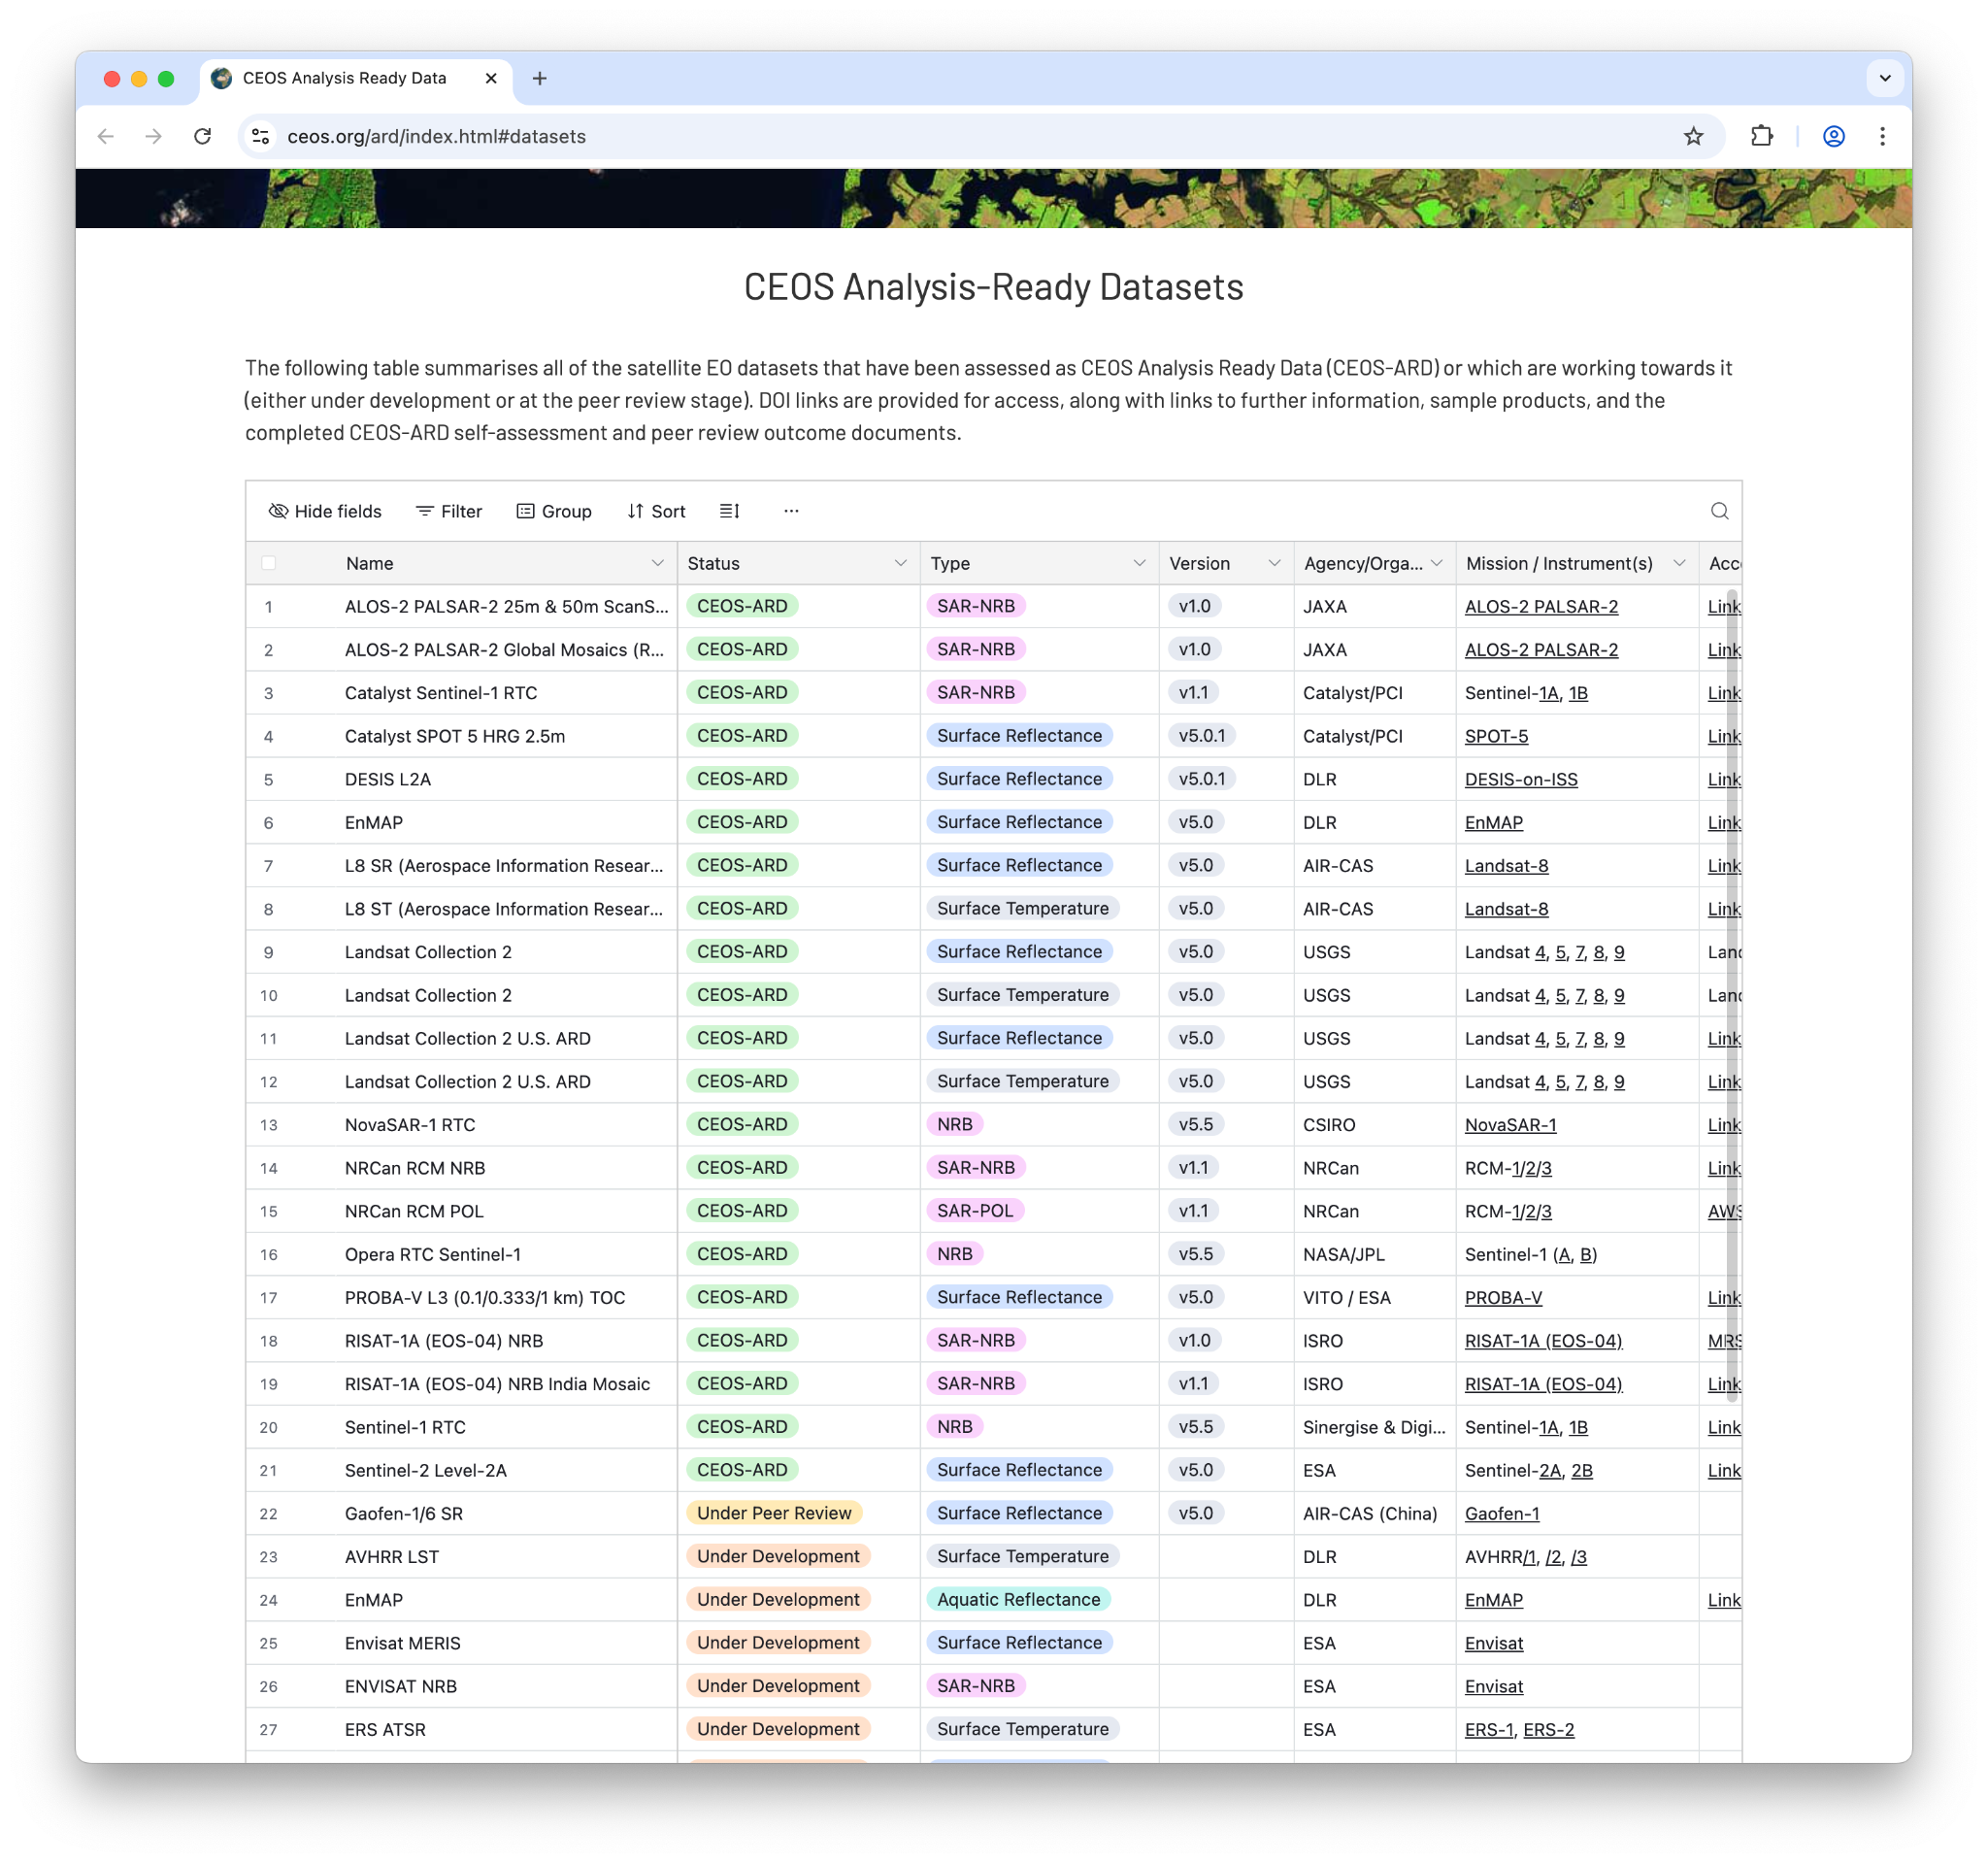 CEOS Analysis Ready Data
ceos.org/ard/index.html#datasets
CEOS Analysis-Ready Datasets
The following table summarises all of the satellite EO datasets that have been assessed as CEOS Analysis Ready Data (CEOS-ARD) or which are working towards it
(either under development or at the peer review stage). DOI links are provided for access, along with links to further information, sample products, and the
completed CEOS-ARD self-assessment and peer review outcome documents.
Hide fields Filter Group Sort ...
Name Status Type Version Agency/Orga... Mission / Instrument(s) Acc
1 ALOS-2 PALSAR-2 25m & 50m ScanS... CEOS-ARD SAR-NRB v1.0 JAXA ALOS-2 PALSAR-2 Link
2 ALOS-2 PALSAR-2 Global Mosaics (R... CEOS-ARD SAR-NRB v1.0 JAXA ALOS-2 PALSAR-2 Link
3 Catalyst Sentinel-1 RTC CEOS-ARD SAR-NRB v1.1 Catalyst/PCI Sentinel-1A, 1B Link
4 Catalyst SPOT 5 HRG 2.5m CEOS-ARD Surface Reflectance v5.0.1 Catalyst/PCI SPOT-5 Link
5 DESIS L2A CEOS-ARD Surface Reflectance v5.0.1 DLR DESIS-on-ISS Link
6 EnMAP CEOS-ARD Surface Reflectance v5.0 DLR EnMAP Link
7 L8 SR (Aerospace Information Resear... CEOS-ARD Surface Reflectance v5.0 AIR-CAS Landsat-8 Link
8 L8 ST (Aerospace Information Resear... CEOS-ARD Surface Temperature v5.0 AIR-CAS Landsat-8 Link
9 Landsat Collection 2 CEOS-ARD Surface Reflectance v5.0 USGS Landsat 4, 5, 7, 8, 9 Land
10 Landsat Collection 2 CEOS-ARD Surface Temperature v5.0 USGS Landsat 4, 5, 7, 8, 9 Land
11 Landsat Collection 2 U.S. ARD CEOS-ARD Surface Reflectance v5.0 USGS Landsat 4, 5, 7, 8, 9 Link
12 Landsat Collection 2 U.S. ARD CEOS-ARD Surface Temperature v5.0 USGS Landsat 4, 5, 7, 8, 9 Link
13 NovaSAR-1 RTC CEOS-ARD NRB v5.5 CSIRO NovaSAR-1 Link
14 NRCan RCM NRB CEOS-ARD SAR-NRB v1.1 NRCan RCM-1/2/3 Link
15 NRCan RCM POL CEOS-ARD SAR-POL v1.1 NRCan RCM-1/2/3 AWS
16 Opera RTC Sentinel-1 CEOS-ARD NRB v5.5 NASA/JPL Sentinel-1 (A, B)
17 PROBA-V L3 (0.1/0.333/1 km) TOC CEOS-ARD Surface Reflectance v5.0 VITO / ESA PROBA-V Link
18 RISAT-1A (EOS-04) NRB CEOS-ARD SAR-NRB v1.0 ISRO RISAT-1A (EOS-04) MRS
19 RISAT-1A (EOS-04) NRB India Mosaic CEOS-ARD SAR-NRB v1.1 ISRO RISAT-1A (EOS-04) Link
20 Sentinel-1 RTC CEOS-ARD NRB v5.5 Sinergise & Digi... Sentinel-1A, 1B Link
21 Sentinel-2 Level-2A CEOS-ARD Surface Reflectance v5.0 ESA Sentinel-2A, 2B Link
22 Gaofen-1/6 SR Under Peer Review Surface Reflectance v5.0 AIR-CAS (China) Gaofen-1
23 AVHRR LST Under Development Surface Temperature DLR AVHRR/1, /2, /3
24 EnMAP Under Development Aquatic Reflectance DLR EnMAP Link
25 Envisat MERIS Under Development Surface Reflectance ESA Envisat
26 ENVISAT NRB Under Development SAR-NRB ESA Envisat
27 ERS ATSR Under Development Surface Temperature ESA ERS-1, ERS-2